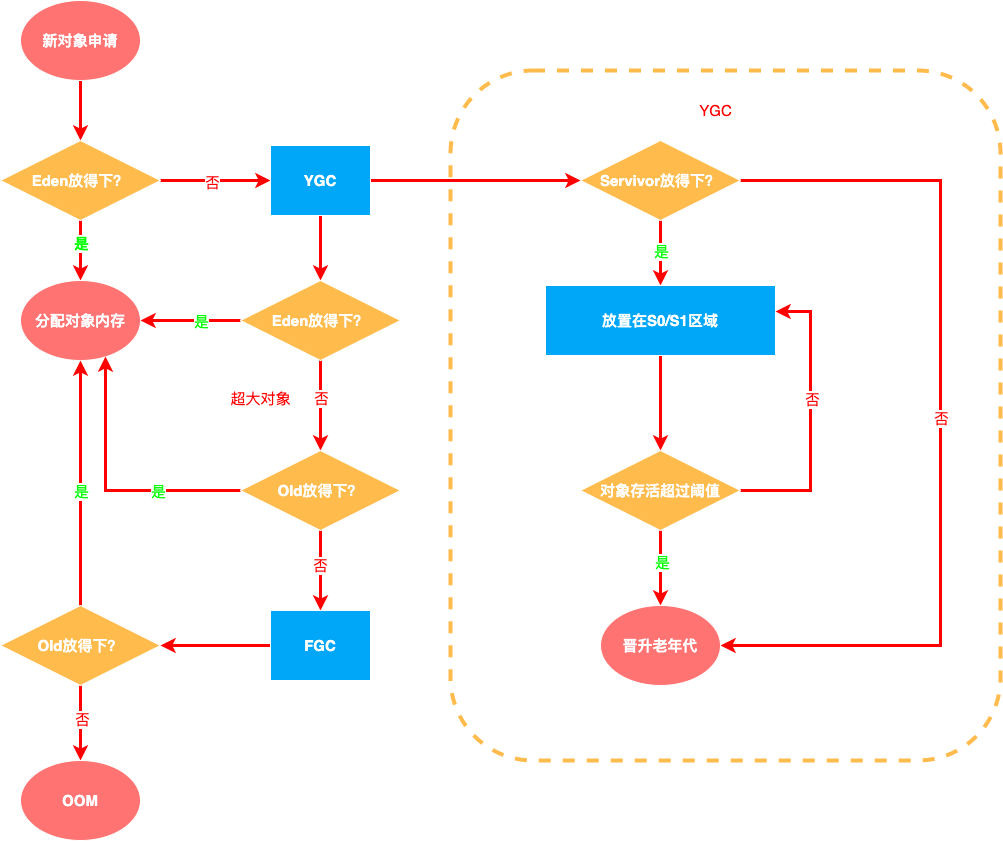 新对象申请
YGC
Eden放得下?
否
YGC
Servivor放得下?
是
是
分配对象内存
是
Eden放得下?
放置在S0/S1区域
超大对象
否
否
否
是
是
Old放得下?
对象存活超过阈值
否
是
Old放得下?
FGC
晋升老年代
否
OOM